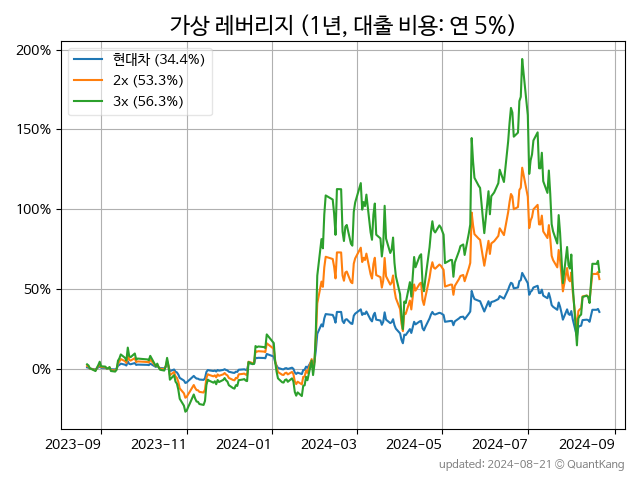 가상 레버리지 (1년, 대출 비용: 연 5%)
200%
150%
100%
50%
0%
현대차 (34.4%)
2x (53.3%)
3x (56.3%)
2023-09
2023-11
2024-01
2024-03
2024-05
2024-07
2024-09
updated: 2024-08-21 © QuantKang